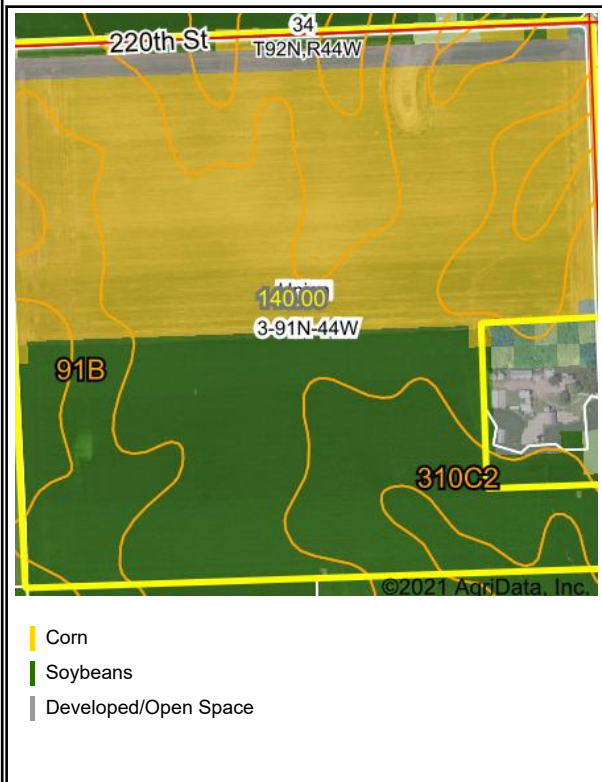 34
220th St
T92N,R44W
140.00
3-91N-44W
91B
310C2
©2021 AgriData, Inc.
Corn
Soybeans
Developed/Open Space